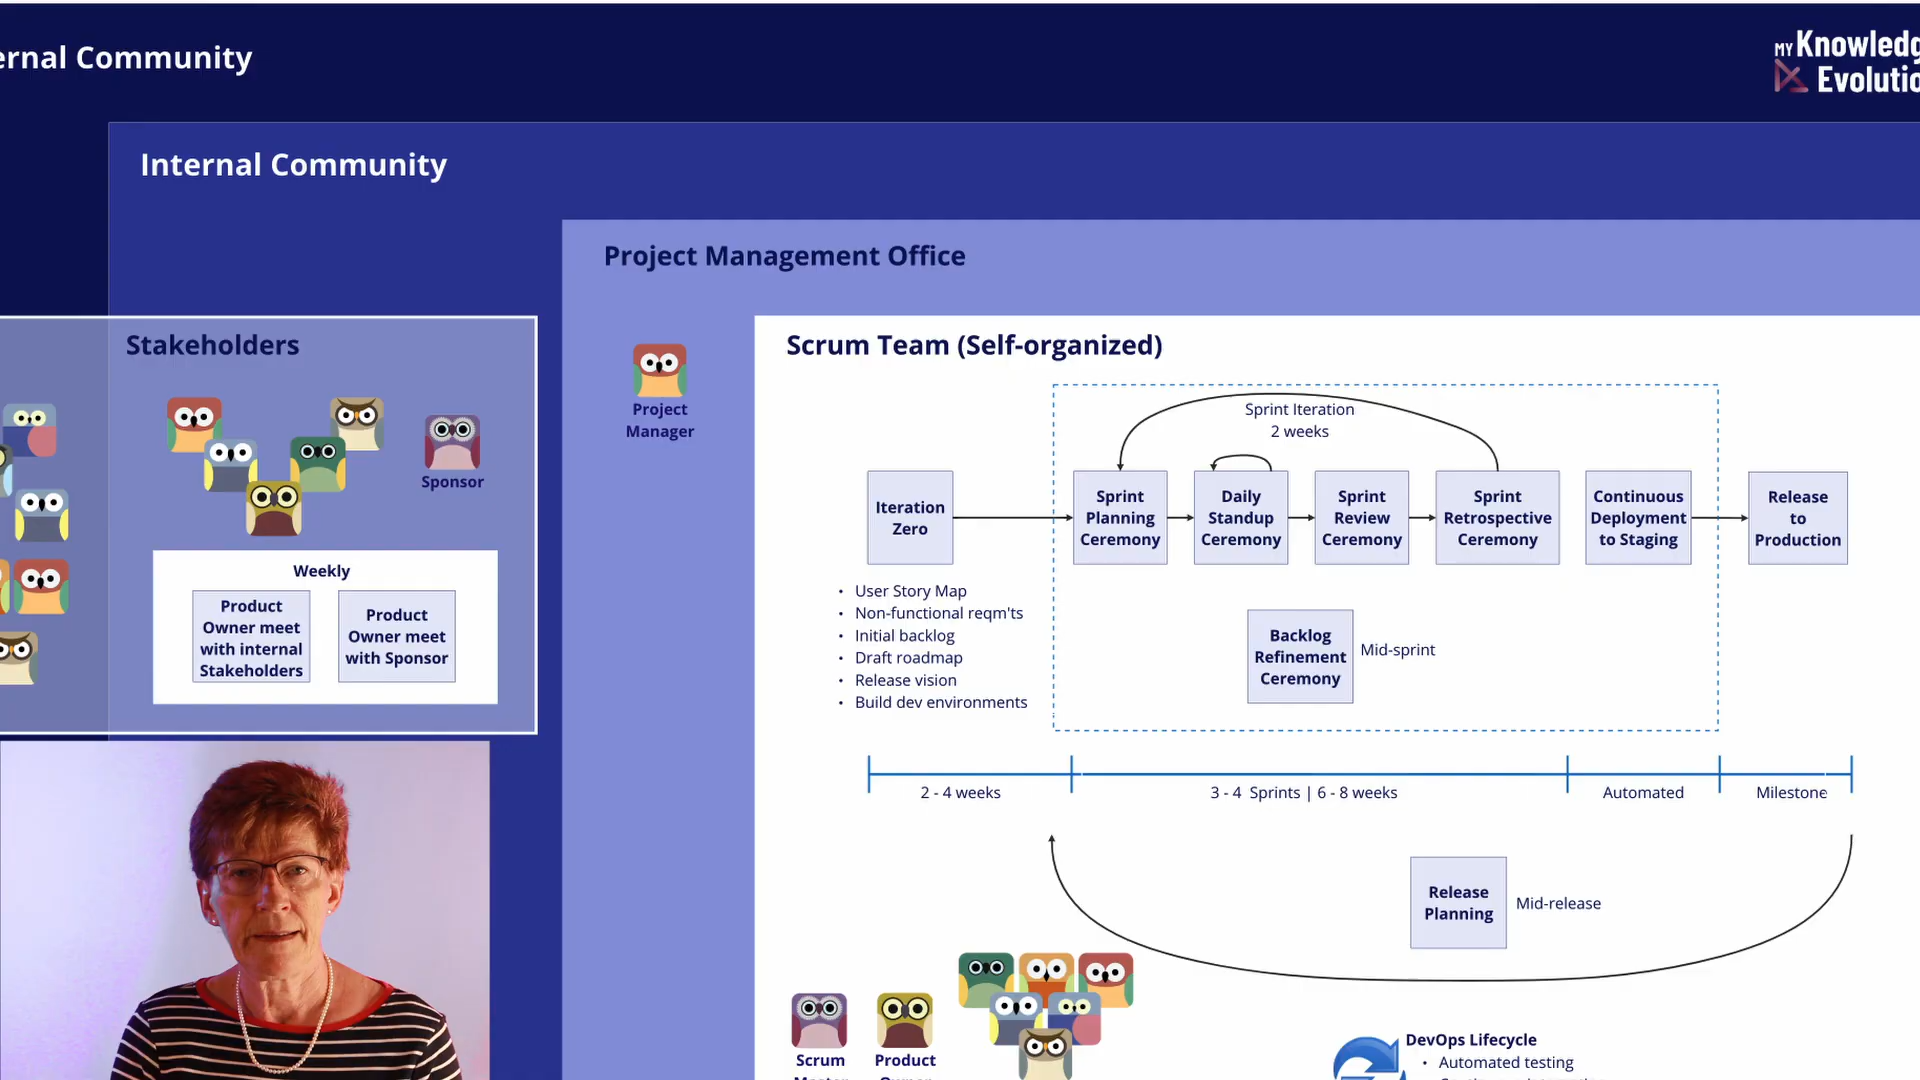 Community
MY Knowledg
Evolutio
Internal Community
Project Management Office
Stakeholders
Sponsor
Weekly
Product
Owner meet
with internal
Stakeholders
Product
Owner meet
with Sponsor
Project
Manager
Scrum Team (Self-organized)
Sprint Iteration
2 weeks
Iteration
Zero
Sprint
Planning
Ceremony
Daily
Standup
Ceremony
Sprint
Review
Ceremony
Sprint
Retrospective
Ceremony
Continuous
Deployment
to Staging
Release
to
Production
• User Story Map
• Non-functional reqm'ts
• Initial backlog
• Draft roadmap
• Release vision
• Build dev environments
Backlog
Refinement
Ceremony
Mid-sprint
2 - 4 weeks
3 - 4 Sprints | 6 - 8 weeks
Automated
Milestone
Release
Planning
Mid-release
Scrum
Product
DevOps Lifecycle
• Automated testing